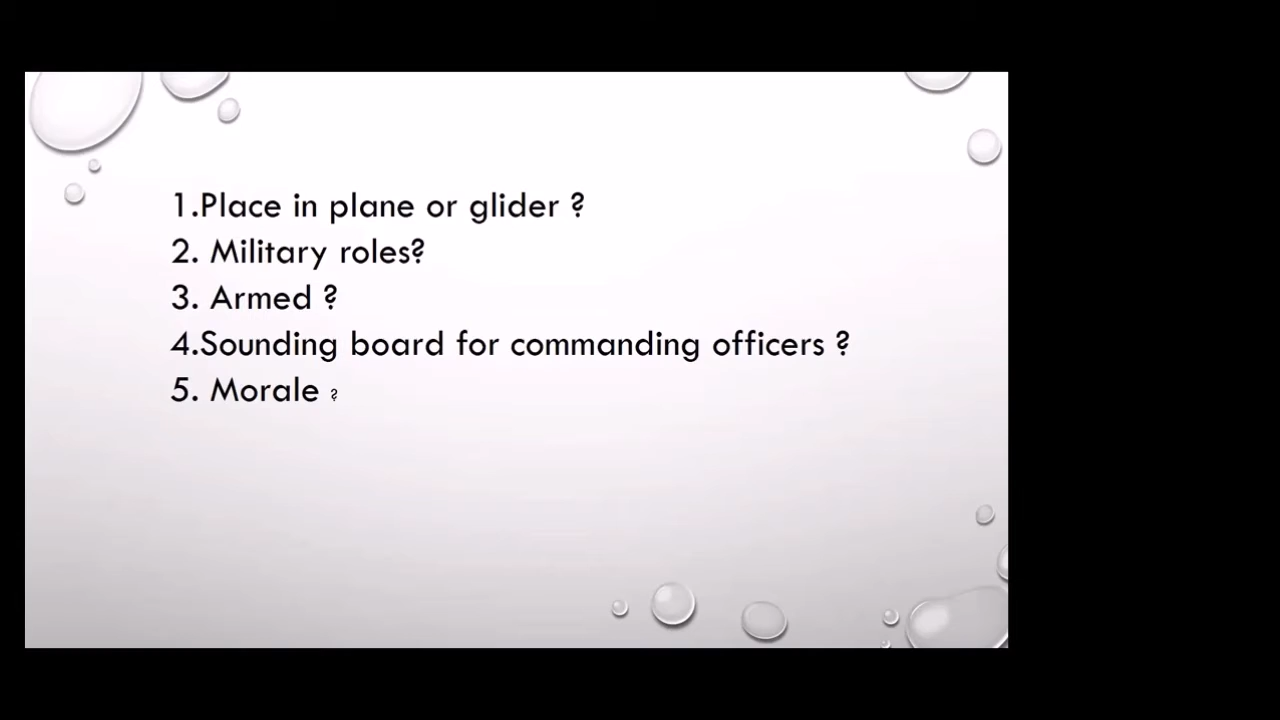 1.Place in plane or glider ?
2. Military roles?
3. Armed ?
4.Sounding board for commanding officers ?
5. Morale ?